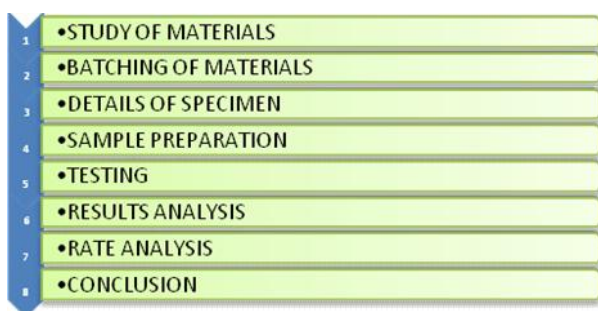 1 •STUDY OF MATERIALS
2 •BATCHING OF MATERIALS
3 •DETAILS OF SPECIMEN
4 •SAMPLE PREPARATION
5 •TESTING
6 •RESULTS ANALYSIS
7 •RATE ANALYSIS
8 •CONCLUSION